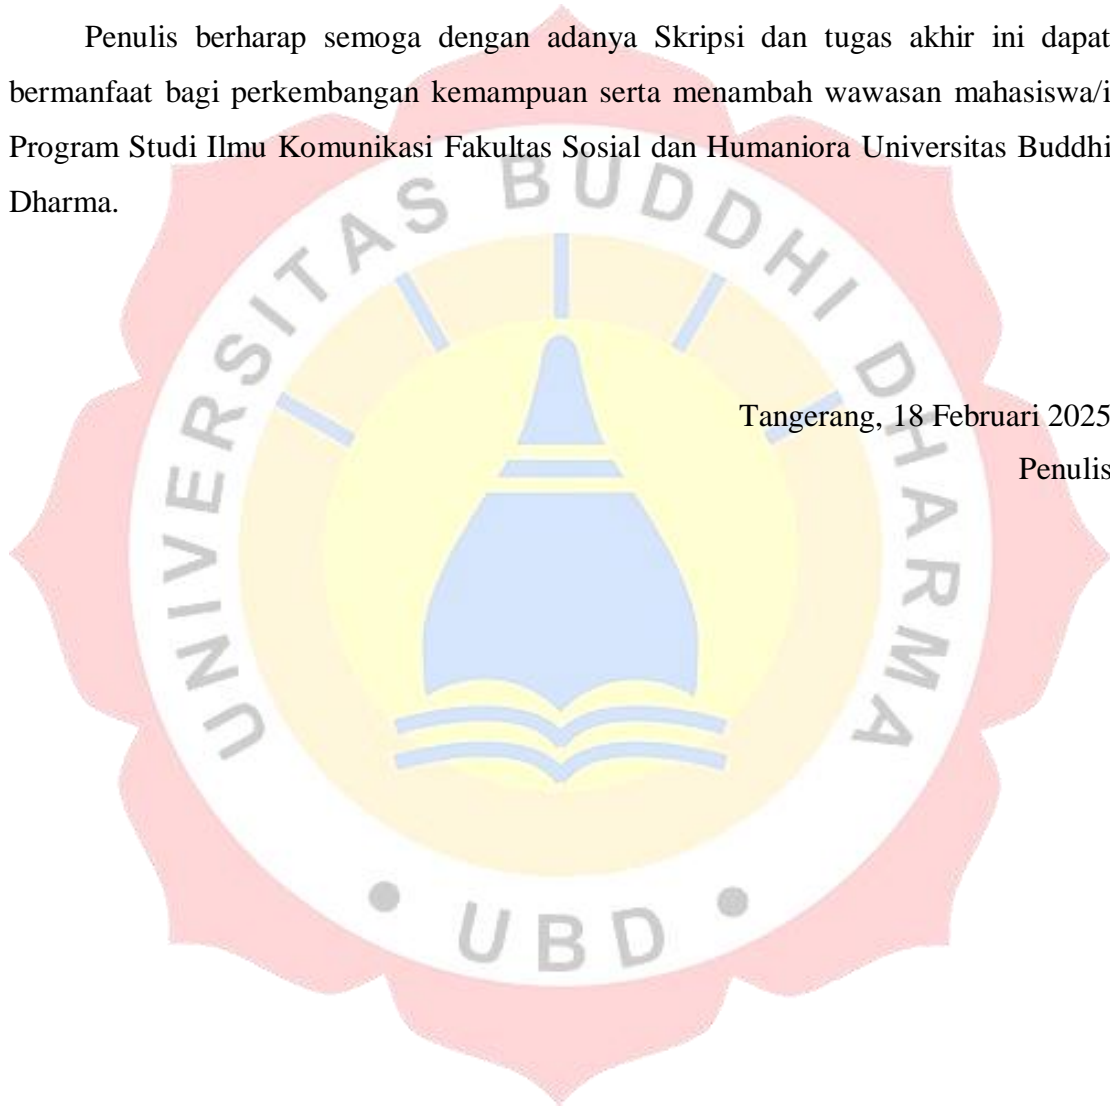 Penulis berharap semoga dengan adanya Skripsi dan tugas akhir ini dapat
bermanfaat bagi perkembangan kemampuan serta menambah wawasan mahasiswa/i
Program Studi Ilmu Komunikasi Fakultas Sosial dan Humaniora Universitas Buddhi
Dharma.
UNIVERSITAS BUDDHI DHARMA
Tangerang, 18 Februari 2025
Penulis
• UBD •